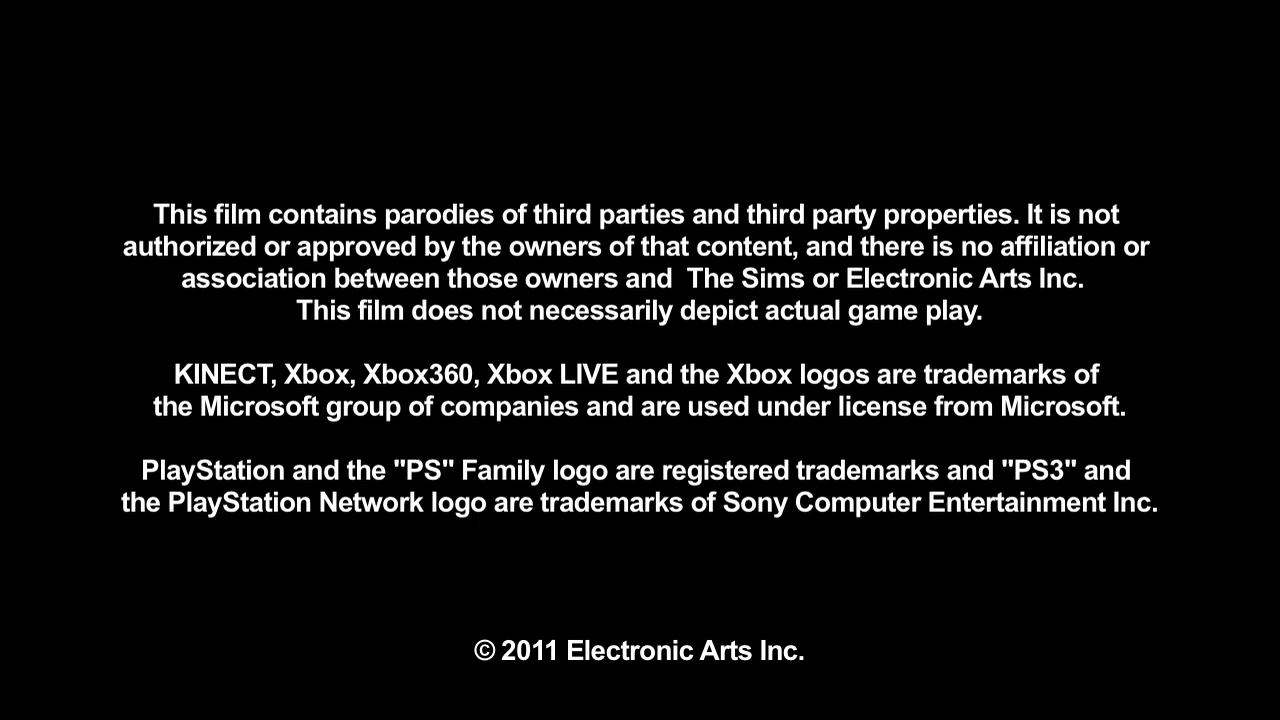 This film contains parodies of third parties and third party properties. It is not
authorized or approved by the owners of that content, and there is no affiliation or
association between those owners and  The Sims or Electronic Arts Inc.
This film does not necessarily depict actual game play.
KINECT, Xbox, Xbox360, Xbox LIVE and the Xbox logos are trademarks of
the Microsoft group of companies and are used under license from Microsoft.
PlayStation and the "PS" Family logo are registered trademarks and "PS3" and
the PlayStation Network logo are trademarks of Sony Computer Entertainment Inc.
© 2011 Electronic Arts Inc.